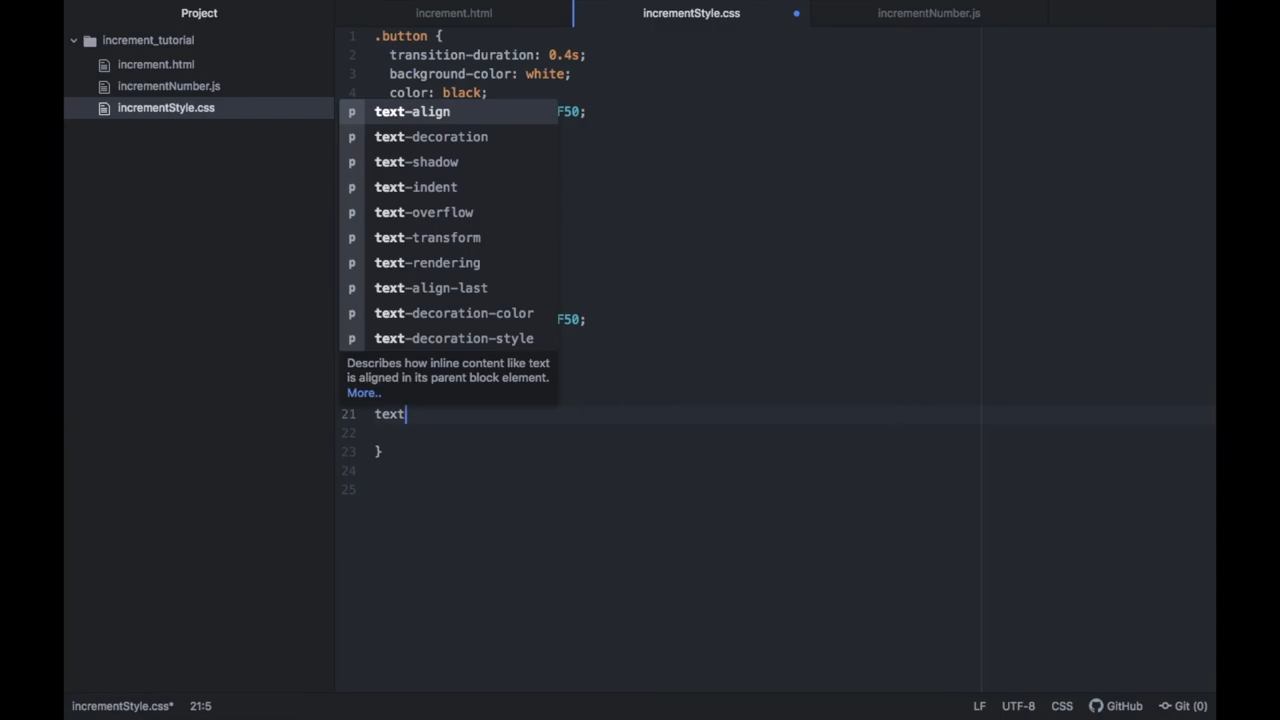 Project
increment.html
incrementStyle.css
incrementNumber.js
increment_tutorial
increment.html
incrementNumber.js
incrementStyle.css
1 .button {
2 transition-duration: 0.4s;
3 background-color: white;
4 color: black;
F50;
p text-align
p text-decoration
p text-shadow
p text-indent
p text-overflow
p text-transform
p text-rendering
p text-align-last
p text-decoration-color
F50;
p text-decoration-style
Describes how inline content like text
is aligned in its parent block element.
More..
21 text
22
23 }
24
25
incrementStyle.css* 21:5
LF UTF-8 CSS GitHub Git (0)